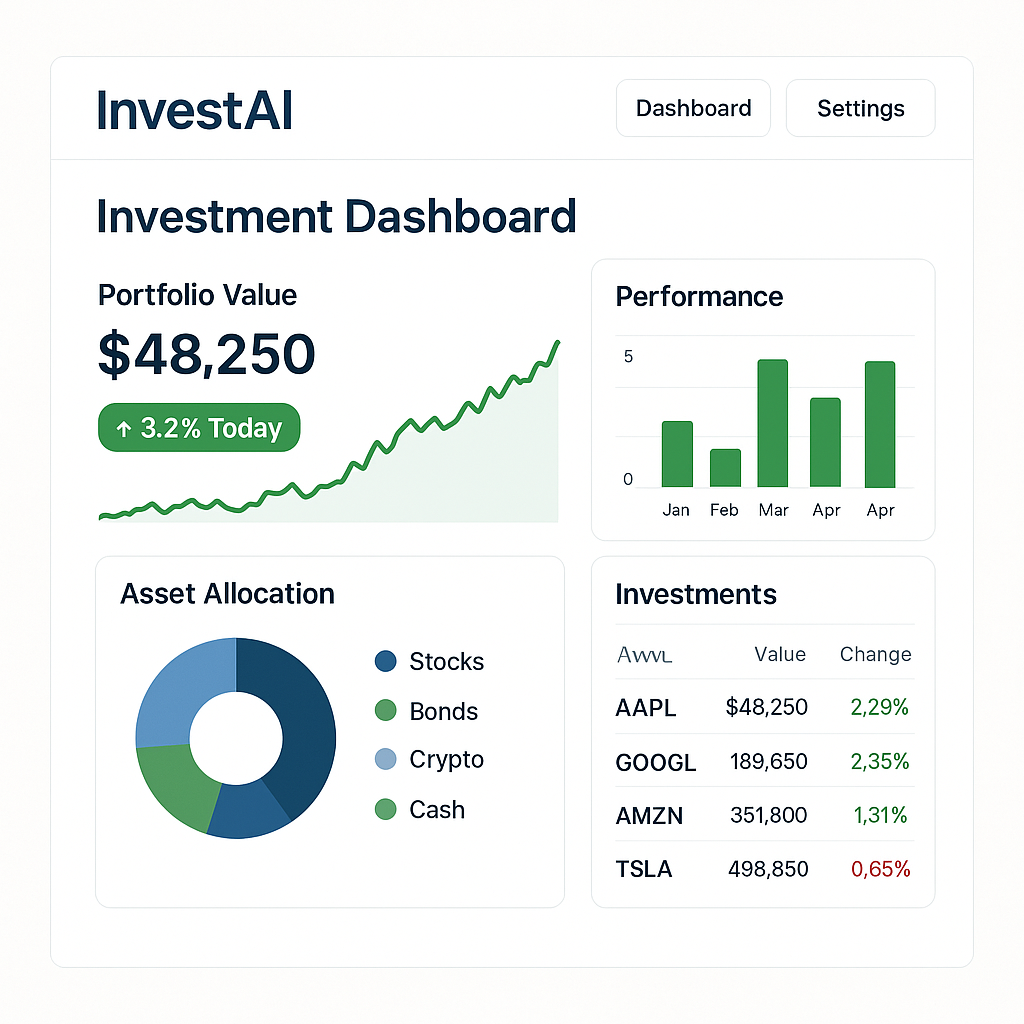 InvestAI
Dashboard
Settings
Investment Dashboard
Portfolio Value
$48,250
↑ 3.2% Today
Performance
5
0
Jan Feb Mar Apr Apr
Asset Allocation
Stocks
Bonds
Crypto
Cash
Investments
Value Change
AAPL $48,250 2,29%
GOOGL 189,650 2,35%
AMZN 351,800 1,31%
TSLA 498,850 0,65%